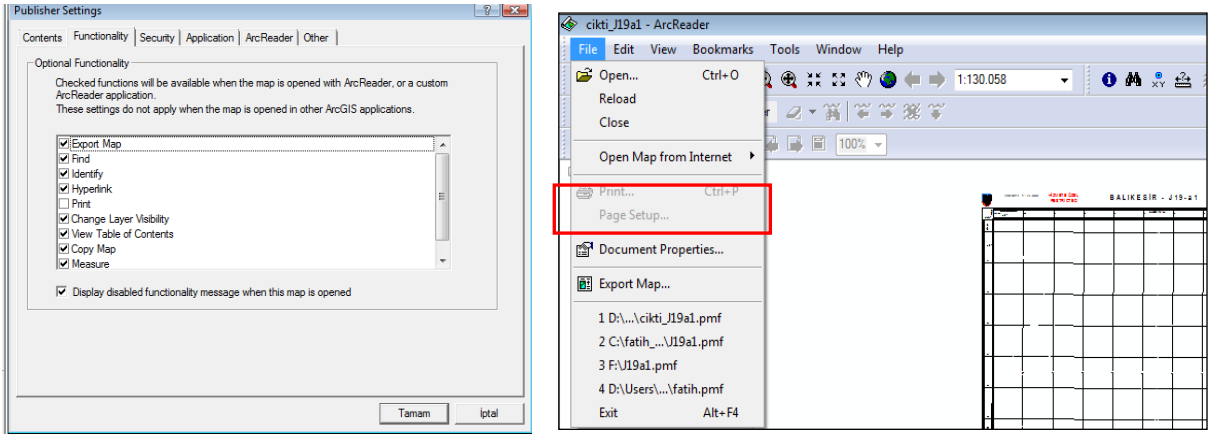 Publisher Settings
Contents Functionality Security Application ArcReader Other
Optional Functionality
Checked functions will be available when the map is opened with ArcReader, or a custom
ArcReader application.
These settings do not apply when the map is opened in other ArcGIS applications.
Export Map
Find
Identify
Hyperlink
Print
Change Layer Visibility
View Table of Contents
Copy Map
Measure
Display disabled functionality message when this map is opened
Tamam İptal
cikti_J19a1 - ArcReader
File Edit View Bookmarks Tools Window Help
Open... Ctrl+O
1:130.058
Reload
Close
100%
Open Map from Internet
Print... Ctrl+P
Page Setup...
BALIKESİR - J19-a1
Document Properties...
Export Map...
1 D:\...\cikti_J19a1.pmf
2 C:\fatih_...\J19a1.pmf
3 F:\J19a1.pmf
4 D:\Users\...\fatih.pmf
Exit Alt+F4